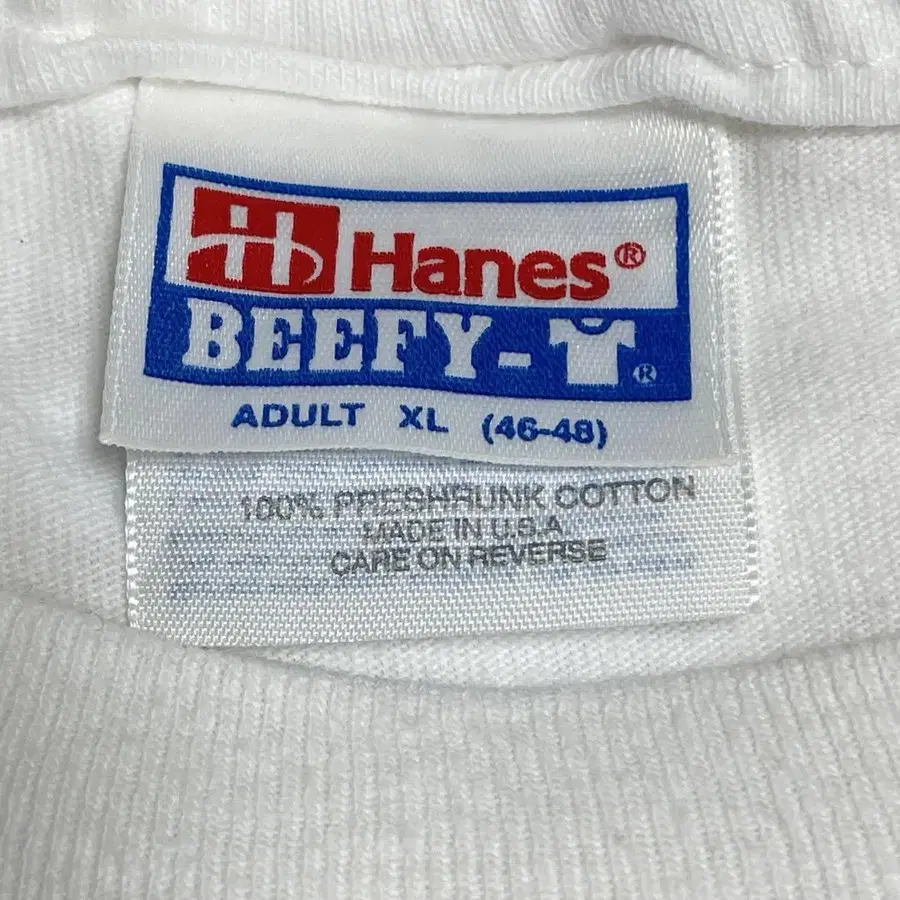 Hanes®
BEEFY-T®
ADULT XL (46-48)
100% PRESHRUNK COTTON
MADE IN U.S.A
CARE ON REVERSE